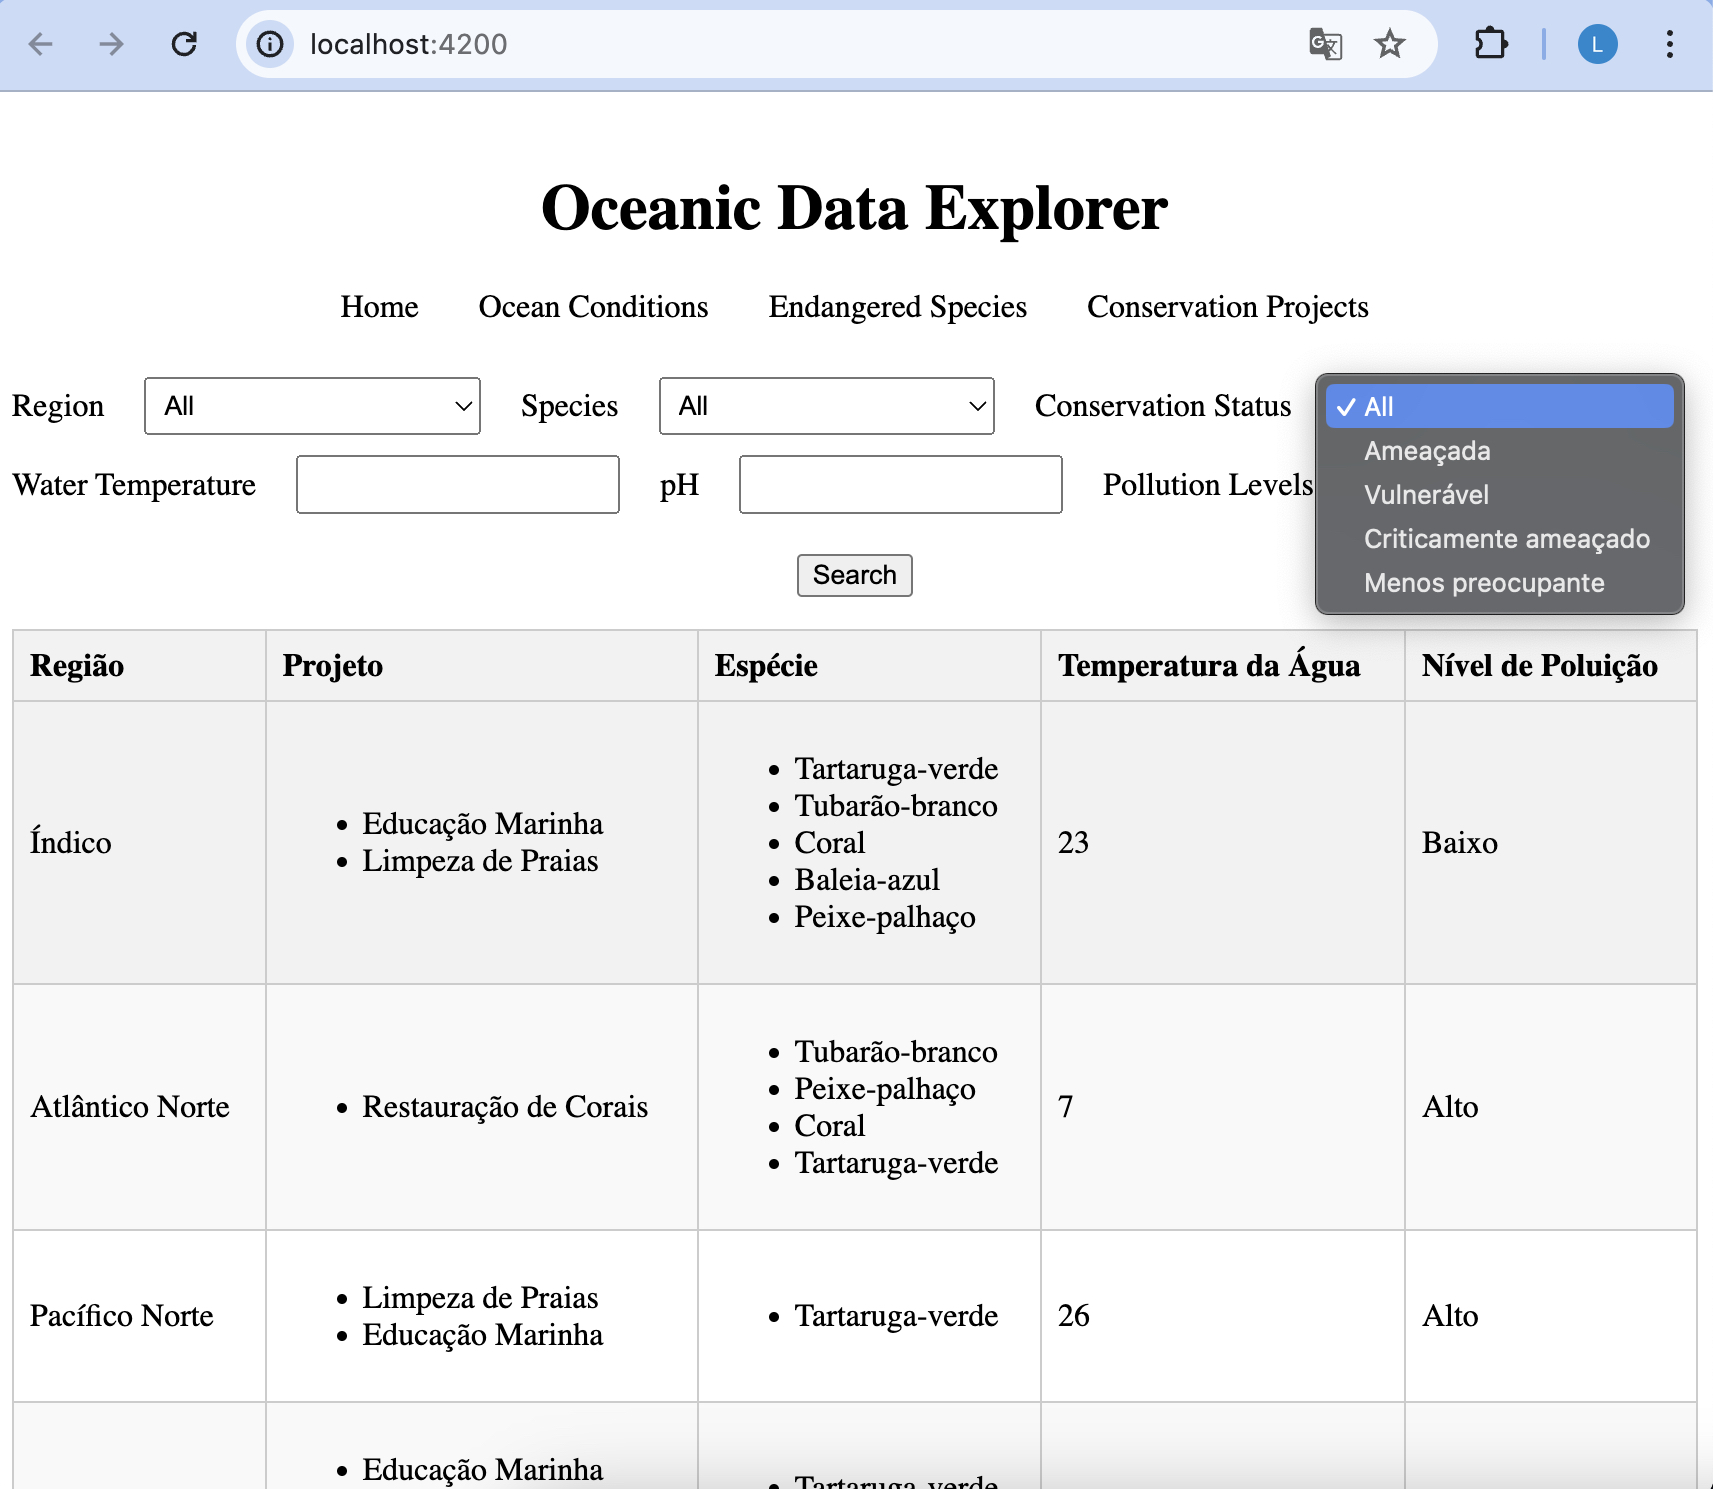 localhost:4200
L
Oceanic Data Explorer
Home Ocean Conditions Endangered Species Conservation Projects
Region All Species All Conservation Status
All
Ameaçada
Vulnerável
Criticamente ameaçado
Menos preocupante
Water Temperature pH Pollution Levels
Search
Região Projeto Espécie Temperatura da Água Nível de Poluição
Índico
Educação Marinha
Limpeza de Praias
Tartaruga-verde
Tubarão-branco
Coral
Baleia-azul
Peixe-palhaço
23
Baixo
Atlântico Norte
Restauração de Corais
Tubarão-branco
Peixe-palhaço
Coral
Tartaruga-verde
7
Alto
Pacífico Norte
Limpeza de Praias
Educação Marinha
Tartaruga-verde
26
Alto
Educação Marinha
Tartaruga-verde